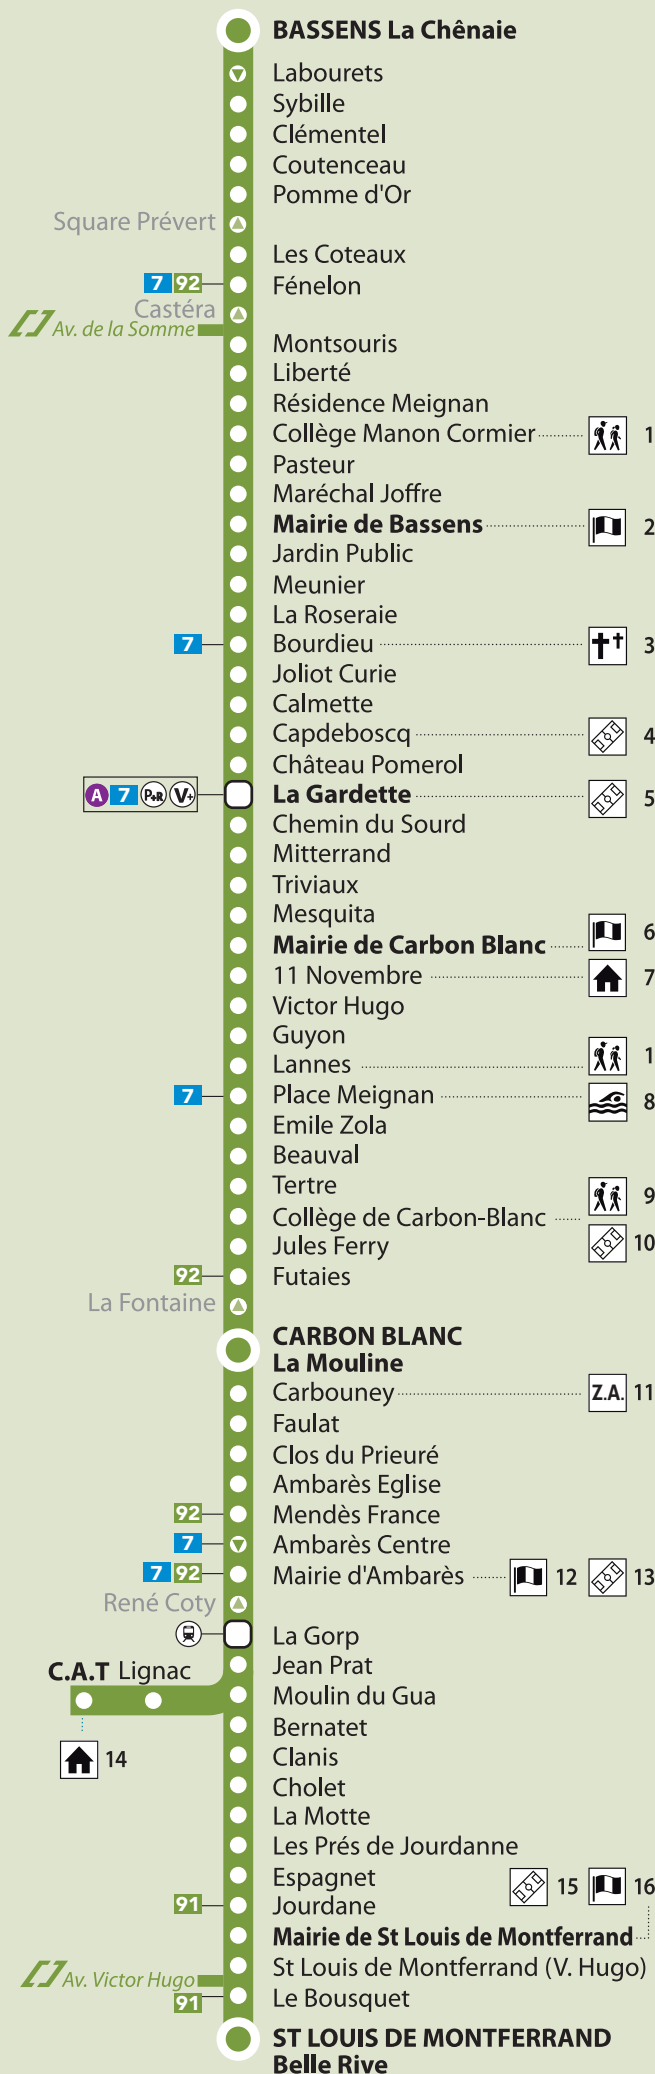 BASSENS La Chênaie
Labourets
Sybille
Clémentel
Coutenceau
Pomme d'Or
Square Prévert
Les Coteaux
7 92 Fénelon
Castéra
Av. de la Somme
Montsouris
Liberté
Résidence Meignan
Collège Manon Cormier 1
Pasteur
Maréchal Joffre
Mairie de Bassens 2
Jardin Public
Meunier
La Roseraie
7 Bourdieu 3
Joliot Curie
Calmette
Capdeboscq 4
Château Pomerol
A 7 P+R V+ La Gardette 5
Chemin du Sourd
Mitterrand
Triviaux
Mesquita
Mairie de Carbon Blanc 6
11 Novembre 7
Victor Hugo
Guyon
Lannes 1
7 Place Meignan 8
Emile Zola
Beauval
Tertre
Collège de Carbon-Blanc 9
Jules Ferry 10
92 Futaies
La Fontaine
CARBON BLANC
La Mouline
Carbouney Z.A. 11
Faulat
Clos du Prieuré
Ambarès Eglise
92 Mendès France
7 Ambarès Centre
7 92 Mairie d'Ambarès 12 13
René Coty
La Gorp
Jean Prat
C.A.T Lignac
Moulin du Gua
Bernatet
14 Clanis
Cholet
La Motte
Les Prés de Jourdanne
Espagnet 15 16
91 Jourdane
Mairie de St Louis de Montferrand
St Louis de Montferrand (V. Hugo)
Av. Victor Hugo
91 Le Bousquet
ST LOUIS DE MONTFERRAND
Belle Rive